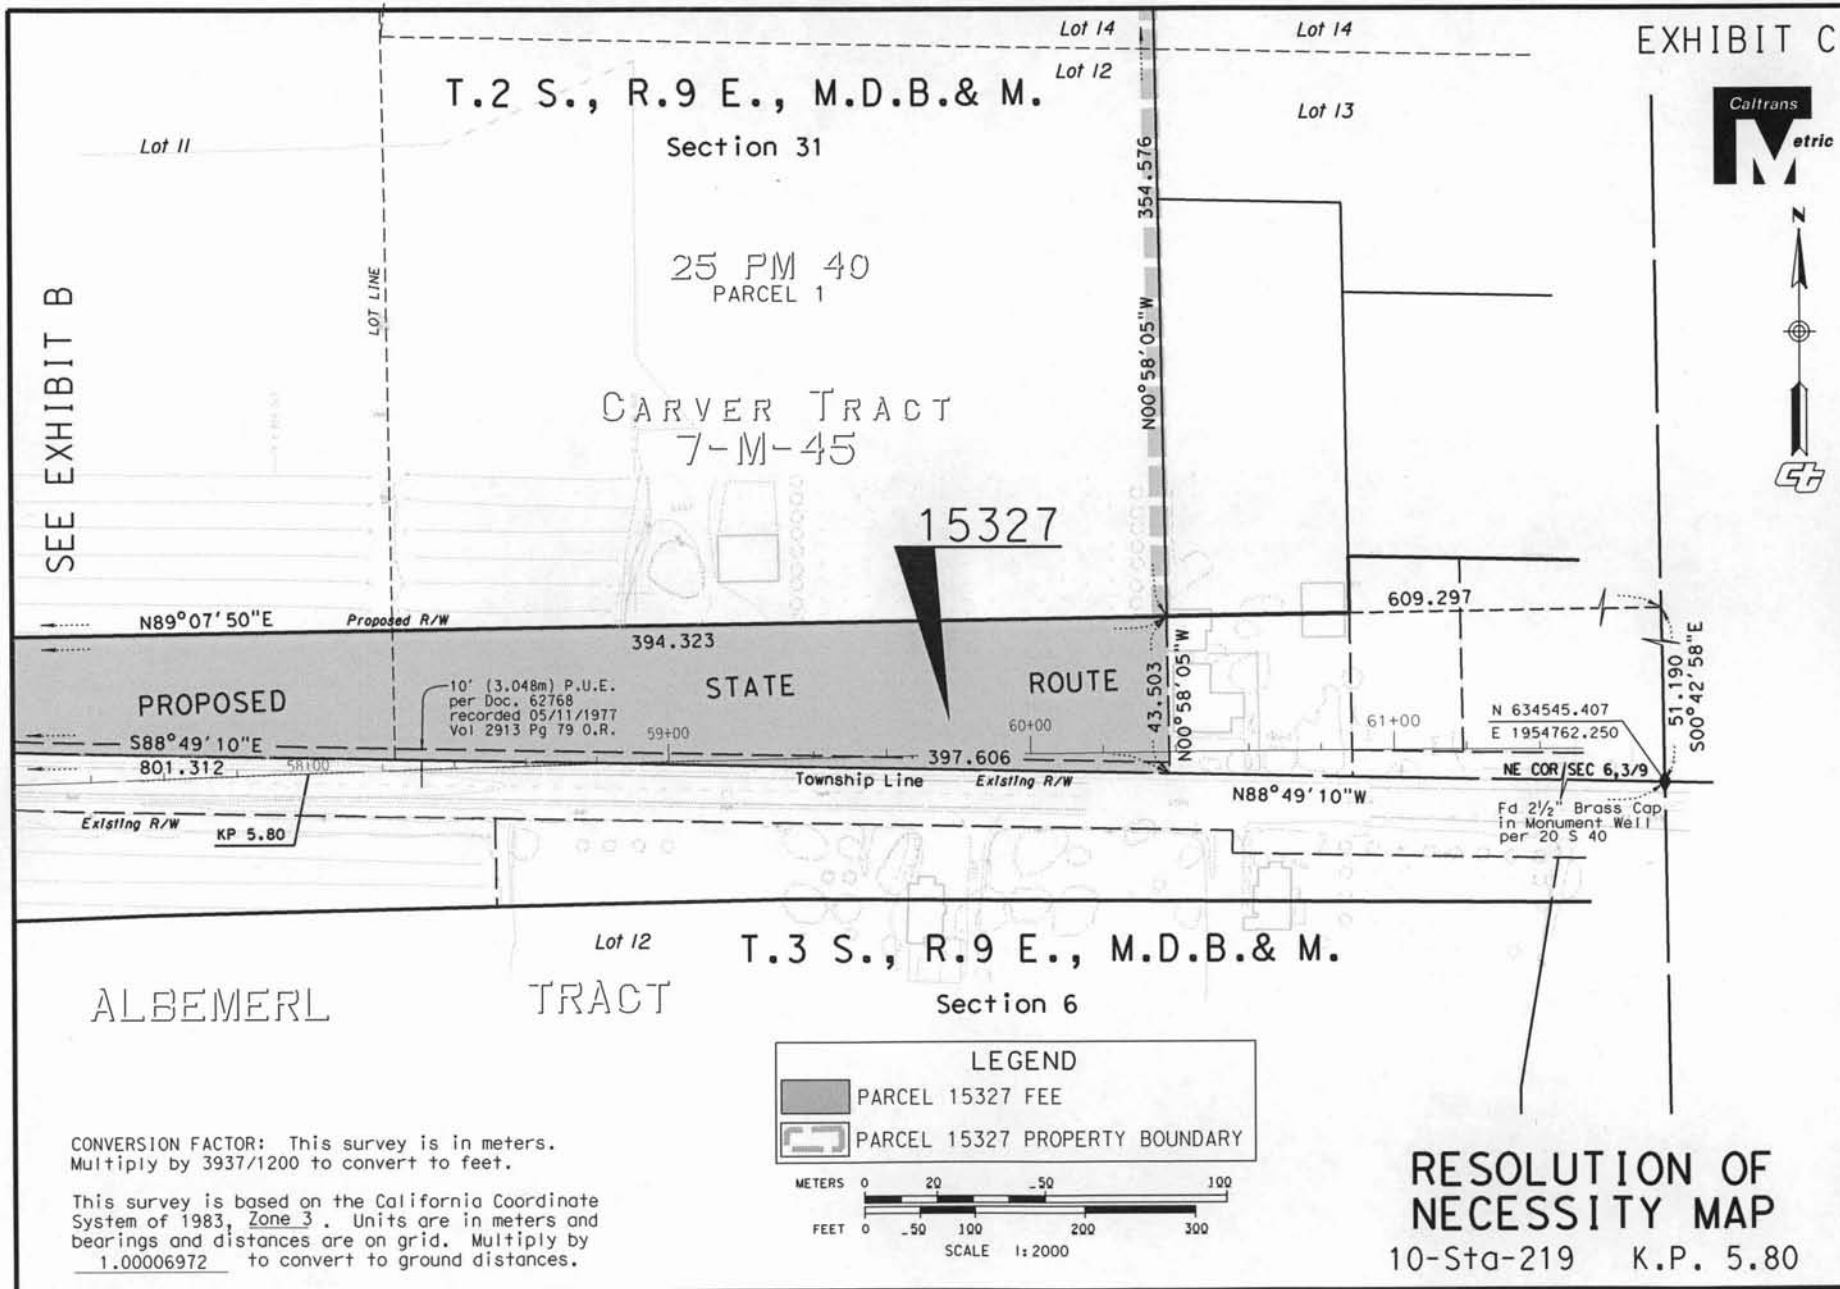 EXHIBIT C
Lot 14
Lot 14
Lot 12
T.2 S., R.9 E., M.D.B.& M.
Section 31
Lot 11
Lot 13
Caltrans
Metric
N
354.576
N00°58'05"W
25 PM 40
PARCEL 1
LOT LINE
SEE EXHIBIT B
CARVER TRACT
7-M-45
Ct
15327
N89°07'50"E
Proposed R/W
394.323
609.297
PROPOSED
STATE
ROUTE
10' (3.048m) P.U.E.
per Doc. 62768
recorded 05/11/1977
Vol 2913 Pg 79 O.R.
43.503
N00°58'05"W
51.190
S00°42'58"E
N 634545.407
E 1954762.250
59+00
60+00
61+00
S88°49'10"E
801.312
58+00
397.606
Township Line
Existing R/W
NE COR SEC 6,3/9
N88°49'10"W
Fd 2½" Brass Cap
in Monument Well
per 20 S 40
Existing R/W
KP 5.80
Lot 12
T.3 S., R.9 E., M.D.B.& M.
Section 6
ALBEMERL TRACT
LEGEND
PARCEL 15327 FEE
PARCEL 15327 PROPERTY BOUNDARY
METERS 0 20 50 100
FEET 0 50 100 200 300
SCALE 1:2000
CONVERSION FACTOR: This survey is in meters.
Multiply by 3937/1200 to convert to feet.
This survey is based on the California Coordinate
System of 1983, Zone 3 . Units are in meters and
bearings and distances are on grid. Multiply by
1.00006972 to convert to ground distances.
RESOLUTION OF
NECESSITY MAP
10-Sta-219 K.P. 5.80